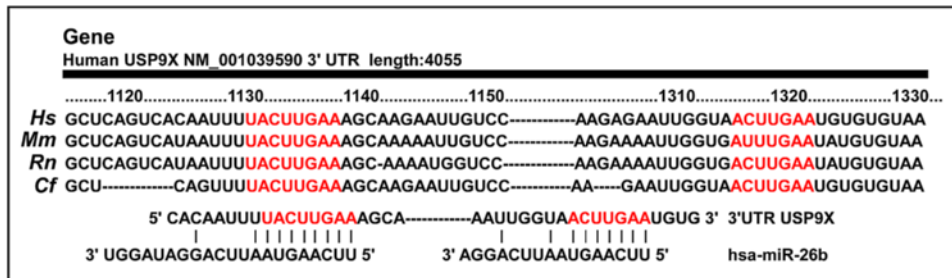 Gene
Human USP9X NM_001039590 3' UTR length:4055
.........1120..............1130..............1140..............1150.........................1310..............1320..............1330...
Hs GCUCAGUCACAAUUUUACUUGAAAGCAAGAAUUGUCC-----------AAGAGAAUUGGUAACUUGAAUGUGUGUAA
Mm GCUCAGUCAUAAUUUUACUUGAAAGCAAAAAUUGUCC-----------AAGAAAAUUGGUGAUUUGAAUAUGUGUAA
Rn GCUCAGUCAUAAUUUUACUUGAAAGC-AAAAUGGUCC-----------AAGAAAAUUGGUGACUUGAAUAUGUGUAA
Cf GCU------------CAGUUUUACUUGAAAGCAAGAAUUGUCC-----------AA-----GAAUUGGUAACUUGAAUGUGUGUAA
5' CACAAUUUUACUUGAAAGCA------------AAUUGGUAACUUGAAUGUG 3' 3'UTR USP9X
3' UGGAUAGGACUUAAUGAACUU 5' 3' AGGACUUAAUGAACUU 5' hsa-miR-26b